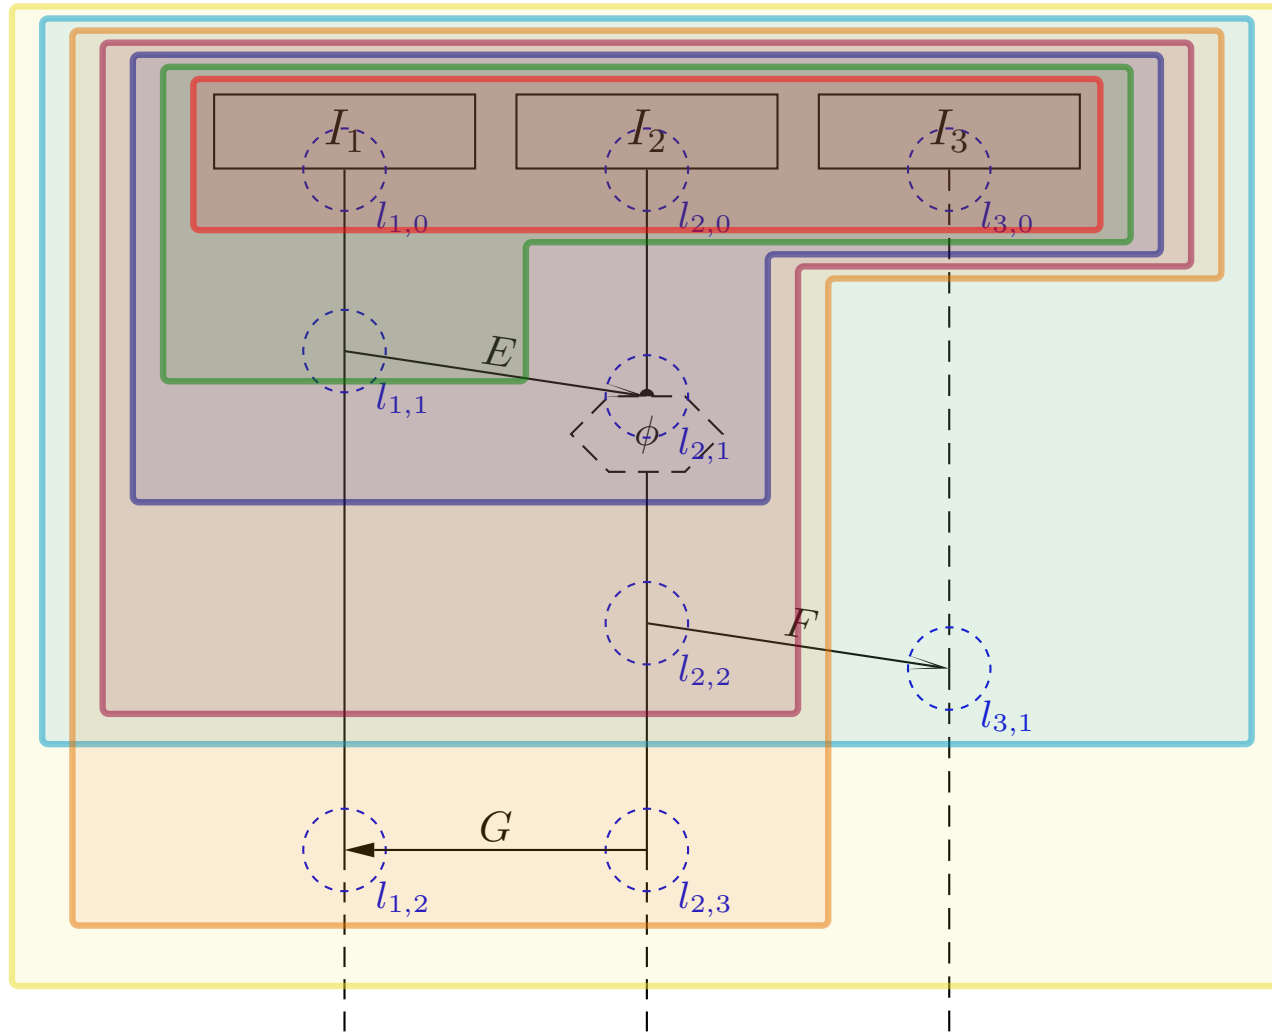 I₁ I₂ I₃
l₁,₀ l₂,₀ l₃,₀
E
l₁,₁
ϕ l₂,₁
F
l₂,₂
l₃,₁
G
l₁,₂ l₂,₃